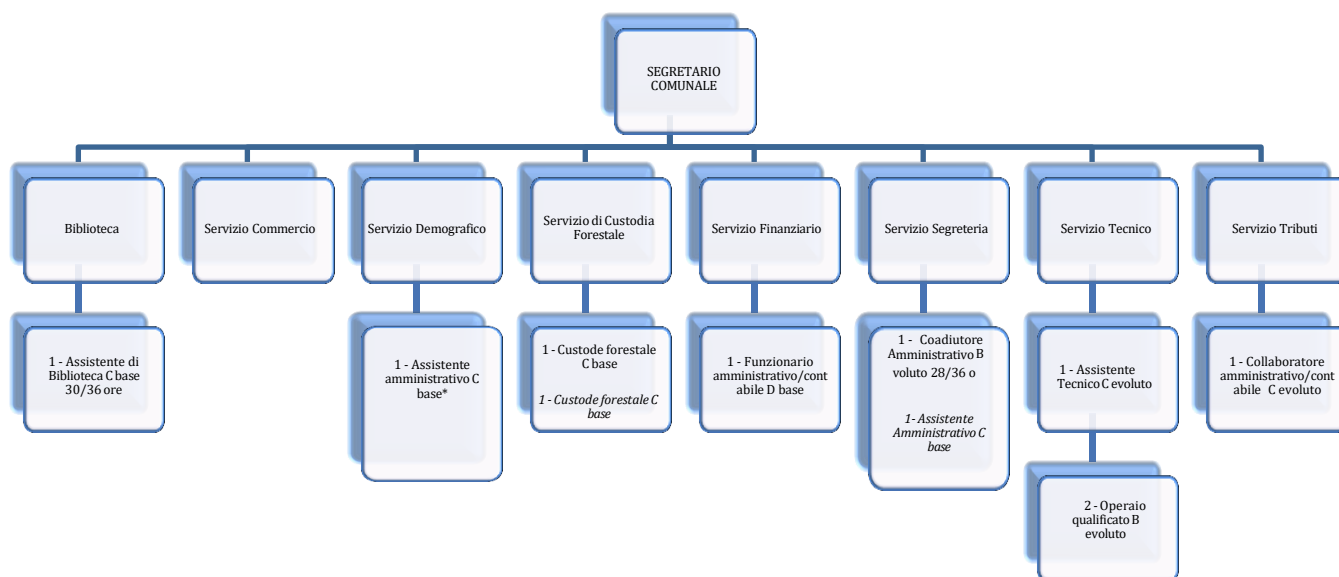 SEGRETARIO
COMUNALE
Biblioteca
Servizio Commercio
Servizio Demografico
Servizio di Custodia
Forestale
Servizio Finanziario
Servizio Segreteria
Servizio Tecnico
Servizio Tributi
1 - Assistente di
Biblioteca C base
30/36 ore
1 - Assistente
amministrativo C
base*
1 - Custode forestale
C base
1 - Custode forestale C
base
1 - Funzionario
amministrativo/cont
abile D base
1 - Coadiutore
Amministrativo B
voluto 28/36 o
1- Assistente
Amministrativo C
base
1 - Assistente
Tecnico C evoluto
1 - Collaboratore
amministrativo/cont
abile C evoluto
2 - Operaio
qualificato B
evoluto